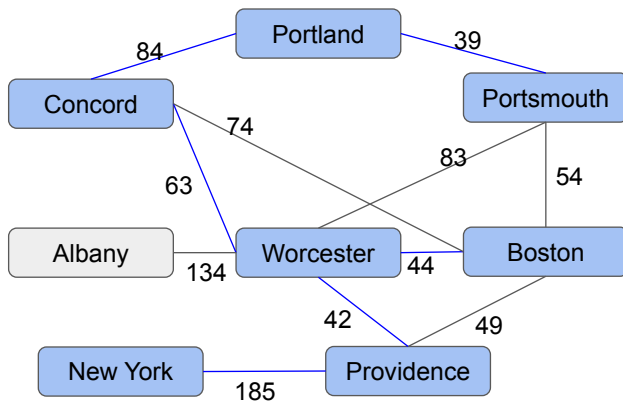 Portland
84
39
Concord
Portsmouth
74
83
63
54
Albany
Worcester
Boston
134
44
42
49
New York
Providence
185